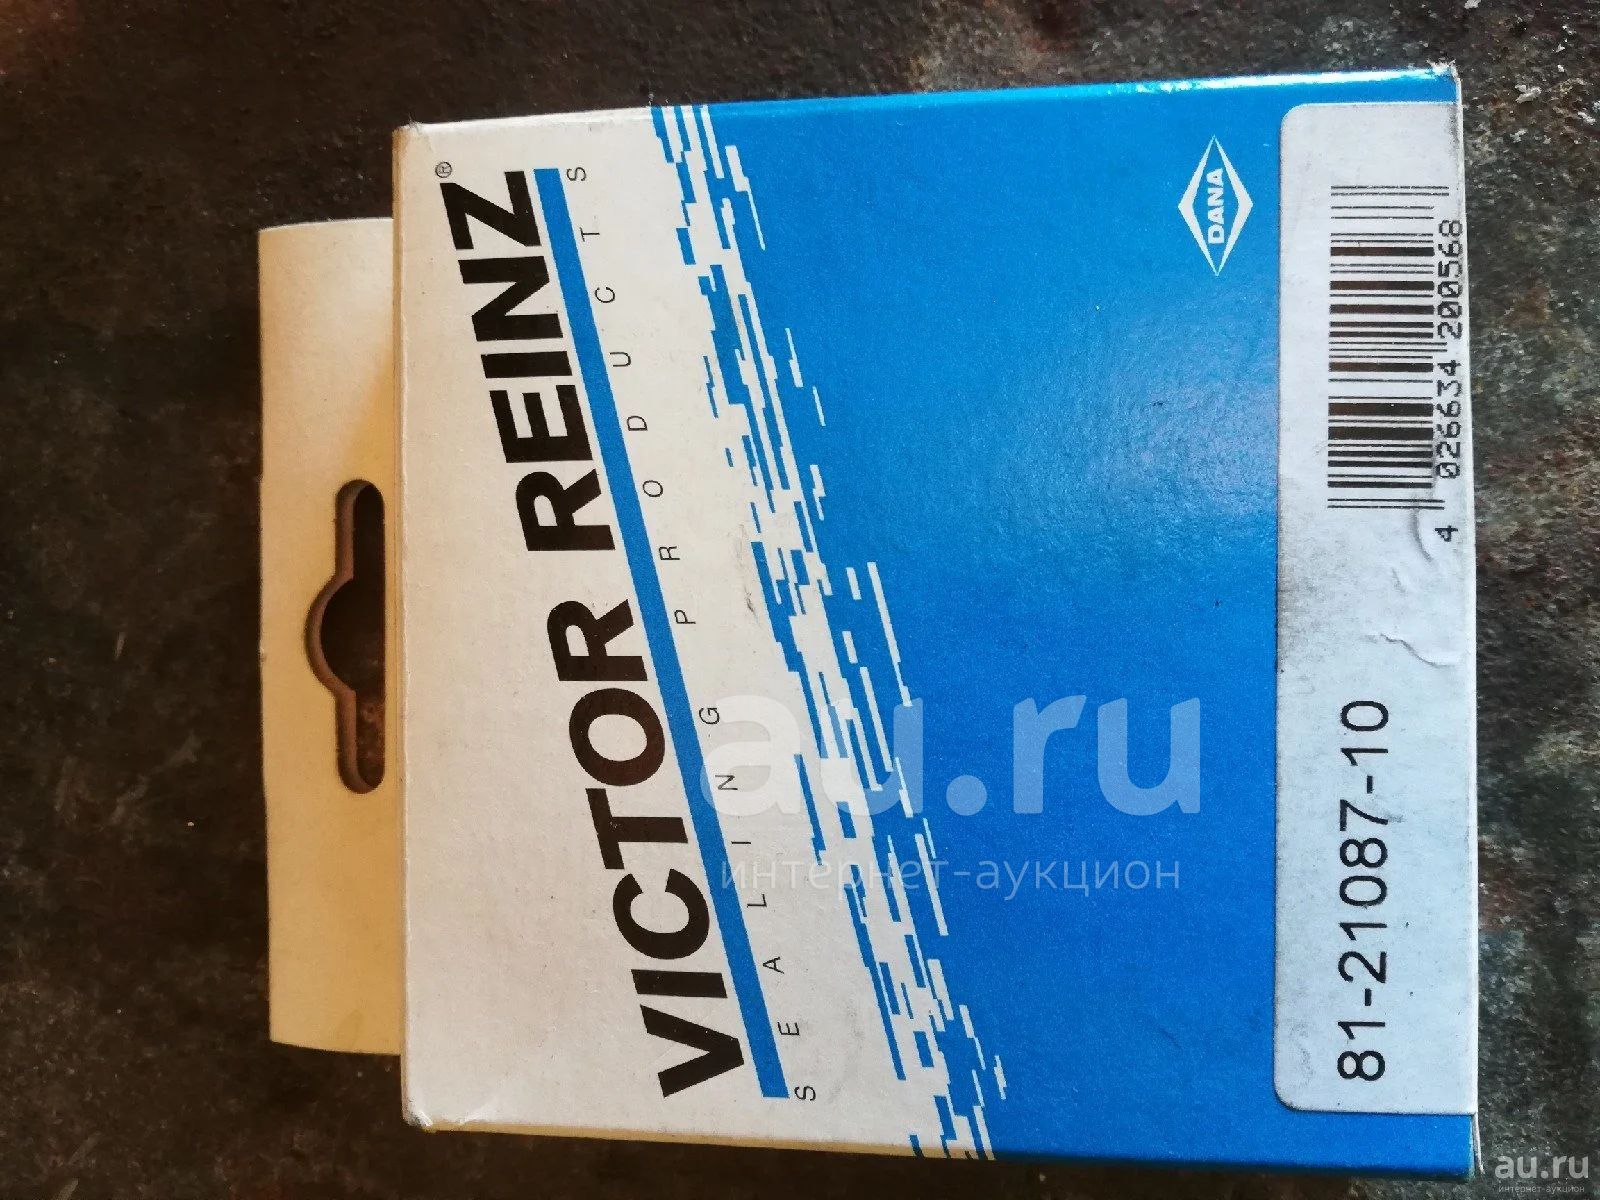 VICTOR REINZ®
SEALING PRODUCTS
DANA
81-21087-10
4 026634 200568
au.ru
интернет-аукцион
au.ru
интернет-аукцион